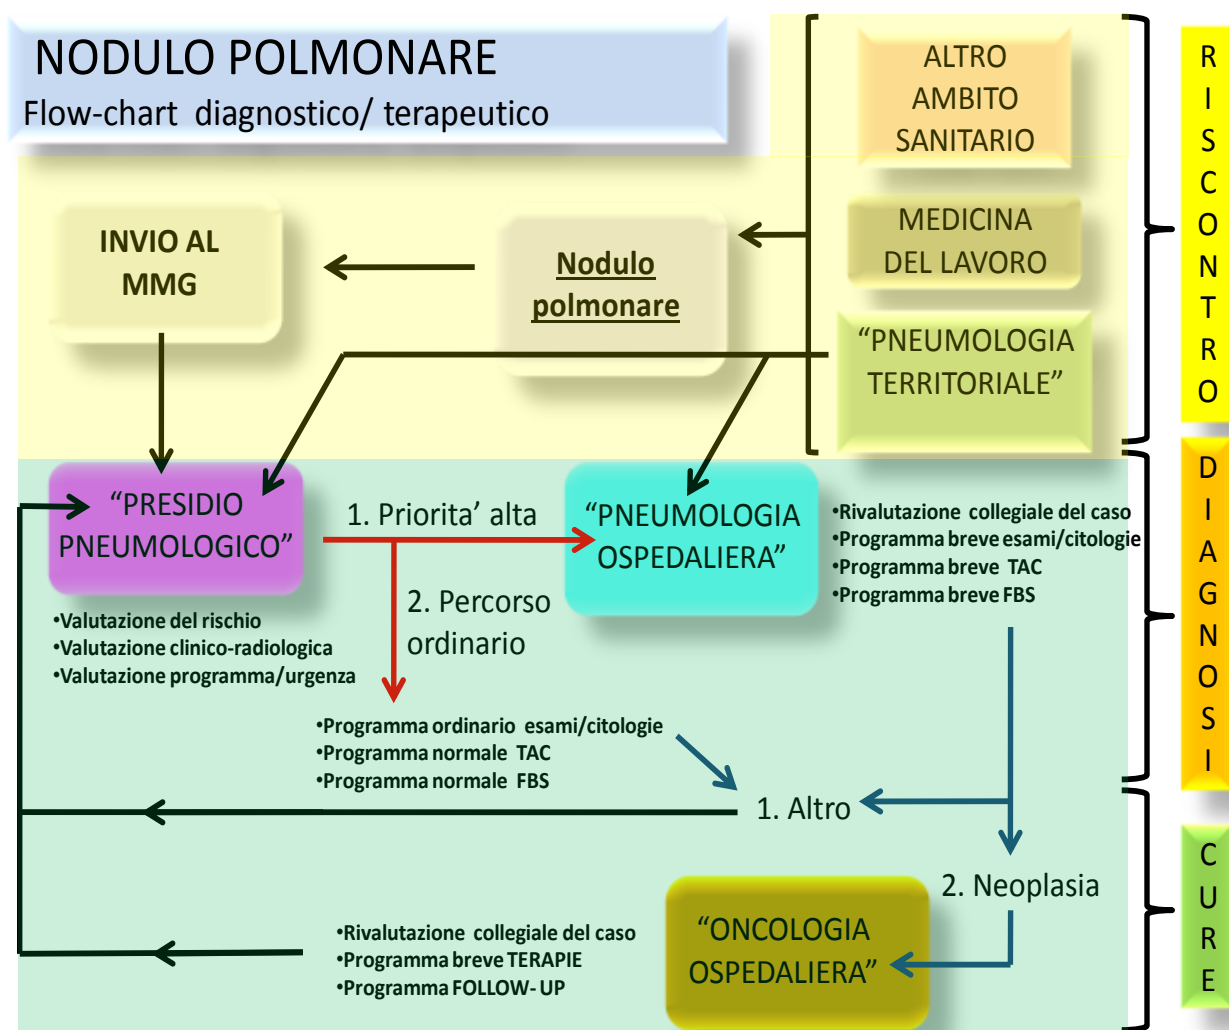 NODULO POLMONARE
Flow-chart diagnostico/ terapeutico
ALTRO
AMBITO
SANITARIO
MEDICINA
DEL LAVORO
“PNEUMOLOGIA
TERRITORIALE”
RISCONTRO
INVIO AL
MMG
Nodulo
polmonare
“PRESIDIO
PNEUMOLOGICO”
1. Priorita’ alta
“PNEUMOLOGIA
OSPEDALIERA”
•Rivalutazione collegiale del caso
•Programma breve esami/citologie
•Programma breve TAC
•Programma breve FBS
DIAGNOSI
2. Percorso
ordinario
•Valutazione del rischio
•Valutazione clinico-radiologica
•Valutazione programma/urgenza
•Programma ordinario esami/citologie
•Programma normale TAC
•Programma normale FBS
1. Altro
2. Neoplasia
CURE
“ONCOLOGIA
OSPEDALIERA”
•Rivalutazione collegiale del caso
•Programma breve TERAPIE
•Programma FOLLOW- UP